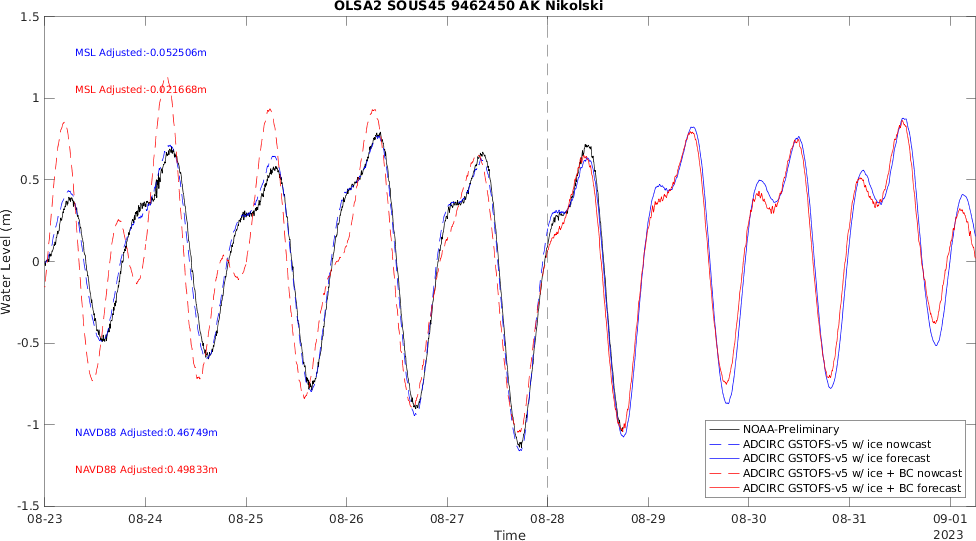 OLSA2 SOUS45 9462450 AK Nikolski
1.5
1
0.5
0
-0.5
-1
-1.5
Water Level (m)
MSL Adjusted:-0.052506m
MSL Adjusted:-0.021668m
NAVD88 Adjusted:0.46749m
NAVD88 Adjusted:0.49833m
NOAA-Preliminary
ADCIRC GSTOFS-v5 w/ ice nowcast
ADCIRC GSTOFS-v5 w/ ice forecast
ADCIRC GSTOFS-v5 w/ ice + BC nowcast
ADCIRC GSTOFS-v5 w/ ice + BC forecast
08-23 08-24 08-25 08-26 08-27 08-28 08-29 08-30 08-31 09-01
Time
2023